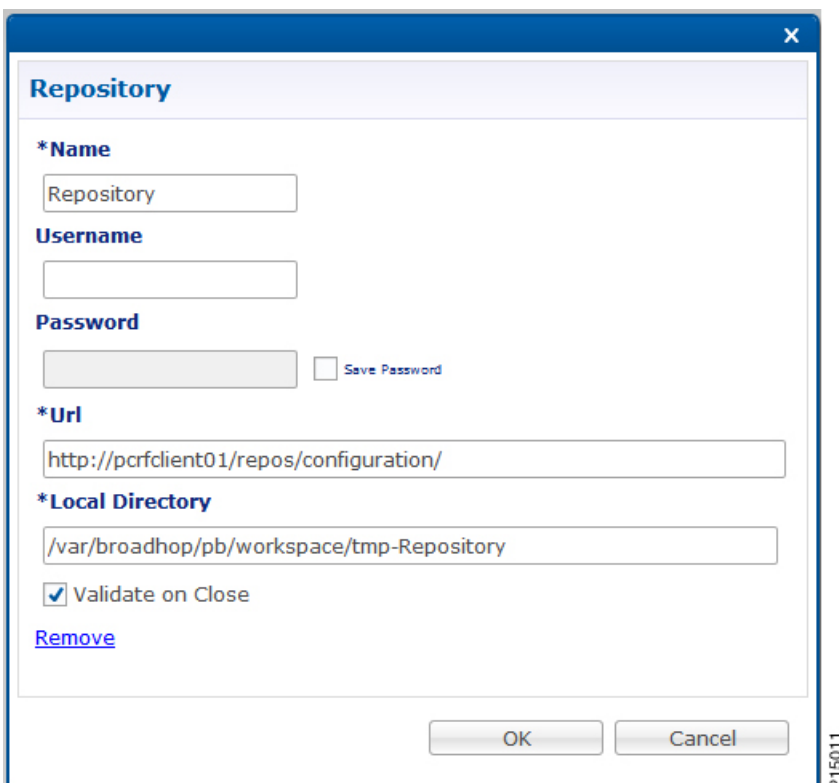 x
Repository
*Name
Repository
Username
Password
Save Password
*Url
http://pcrfclient01/repos/configuration/
*Local Directory
/var/broadhop/pb/workspace/tmp-Repository
Validate on Close
Remove
OK Cancel